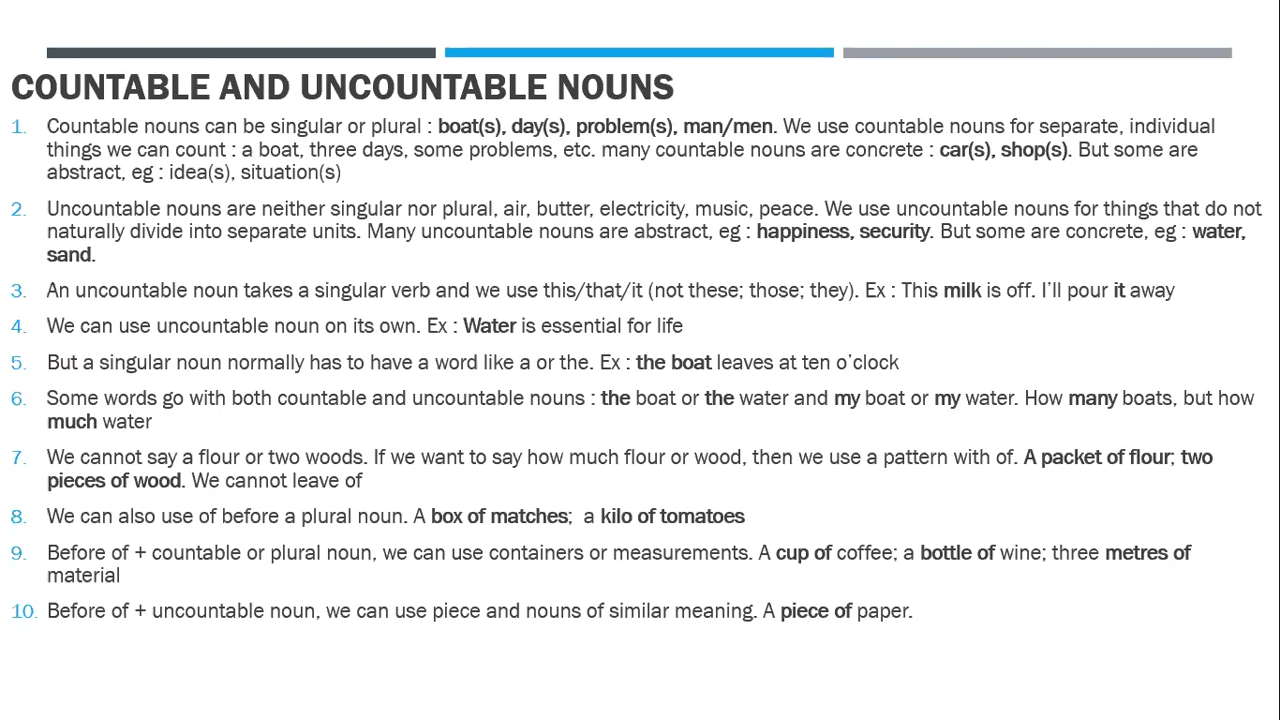 COUNTABLE AND UNCOUNTABLE NOUNS
1. Countable nouns can be singular or plural : boat(s), day(s), problem(s), man/men. We use countable nouns for separate, individual
things we can count : a boat, three days, some problems, etc. many countable nouns are concrete : car(s), shop(s). But some are
abstract, eg : idea(s), situation(s)
2. Uncountable nouns are neither singular nor plural, air, butter, electricity, music, peace. We use uncountable nouns for things that do not
naturally divide into separate units. Many uncountable nouns are abstract, eg : happiness, security. But some are concrete, eg : water,
sand.
3. An uncountable noun takes a singular verb and we use this/that/it (not these; those; they). Ex : This milk is off. I’ll pour it away
4. We can use uncountable noun on its own. Ex : Water is essential for life
5. But a singular noun normally has to have a word like a or the. Ex : the boat leaves at ten o’clock
6. Some words go with both countable and uncountable nouns : the boat or the water and my boat or my water. How many boats, but how
much water
7. We cannot say a flour or two woods. If we want to say how much flour or wood, then we use a pattern with of. A packet of flour; two
pieces of wood. We cannot leave of
8. We can also use of before a plural noun. A box of matches;  a kilo of tomatoes
9. Before of + countable or plural noun, we can use containers or measurements. A cup of coffee; a bottle of wine; three metres of
material
10. Before of + uncountable noun, we can use piece and nouns of similar meaning. A piece of paper.